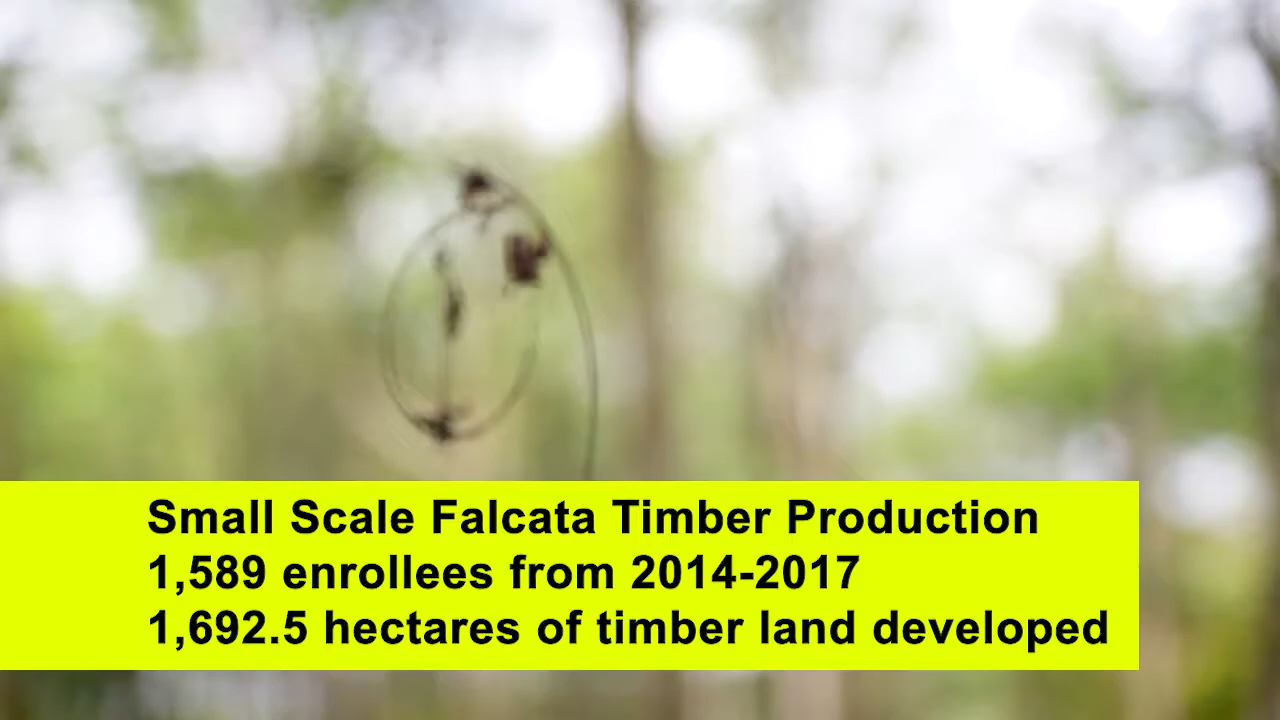 Small Scale Falcata Timber Production
1,589 enrollees from 2014-2017
1,692.5 hectares of timber land developed